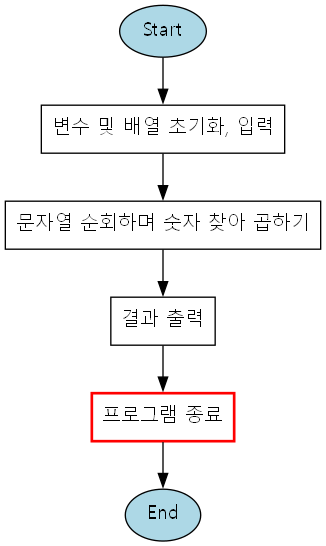 Start
변수 및 배열 초기화, 입력
문자열 순회하며 숫자 찾아 곱하기
결과 출력
프로그램 종료
End